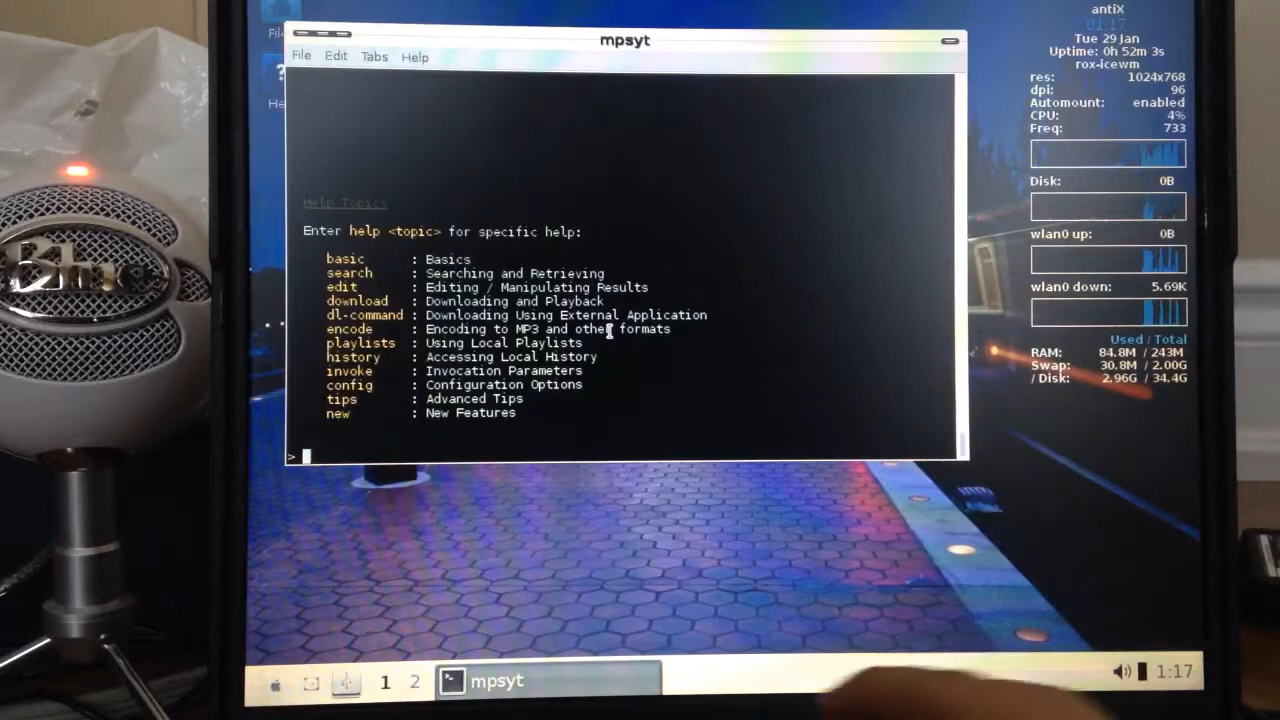 mpsyt
File Edit Tabs Help
Help Topics
Enter help <topic> for specific help:
basic : Basics
search : Searching and Retrieving
edit : Editing / Manipulating Results
download : Downloading and Playback
dl-command : Downloading Using External Application
encode : Encoding to MP3 and other formats
playlists : Using Local Playlists
history : Accessing Local History
invoke : Invocation Parameters
config : Configuration Options
tips : Advanced Tips
new : New Features
>
antiX
01:17
Tue 29 Jan
Uptime: 0h 52m 3s
rox-icewm
res: 1024x768
dpi: 96
Automount: enabled
CPU: 4%
Freq: 733
Disk: 0B
wlan0 up: 0B
wlan0 down: 5.69K
Used / Total
RAM: 84.8M / 243M
Swap: 30.8M / 2.00G
/ Disk: 2.96G / 34.4G
Blue
1 2 mpsyt 1:17